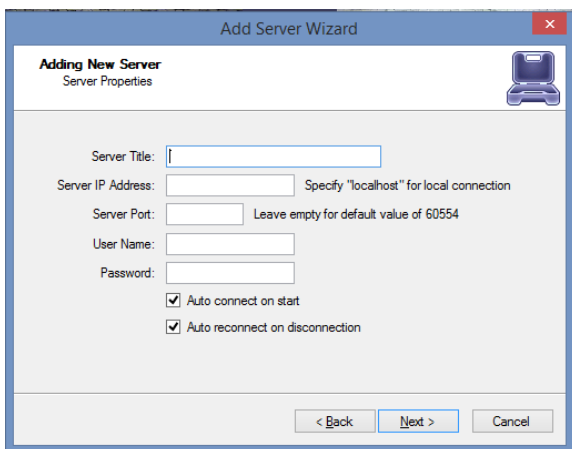 Add Server Wizard
Adding New Server
Server Properties
Server Title:
Server IP Address: Specify "localhost" for local connection
Server Port: Leave empty for default value of 60554
User Name:
Password:
Auto connect on start
Auto reconnect on disconnection
< Back Next > Cancel